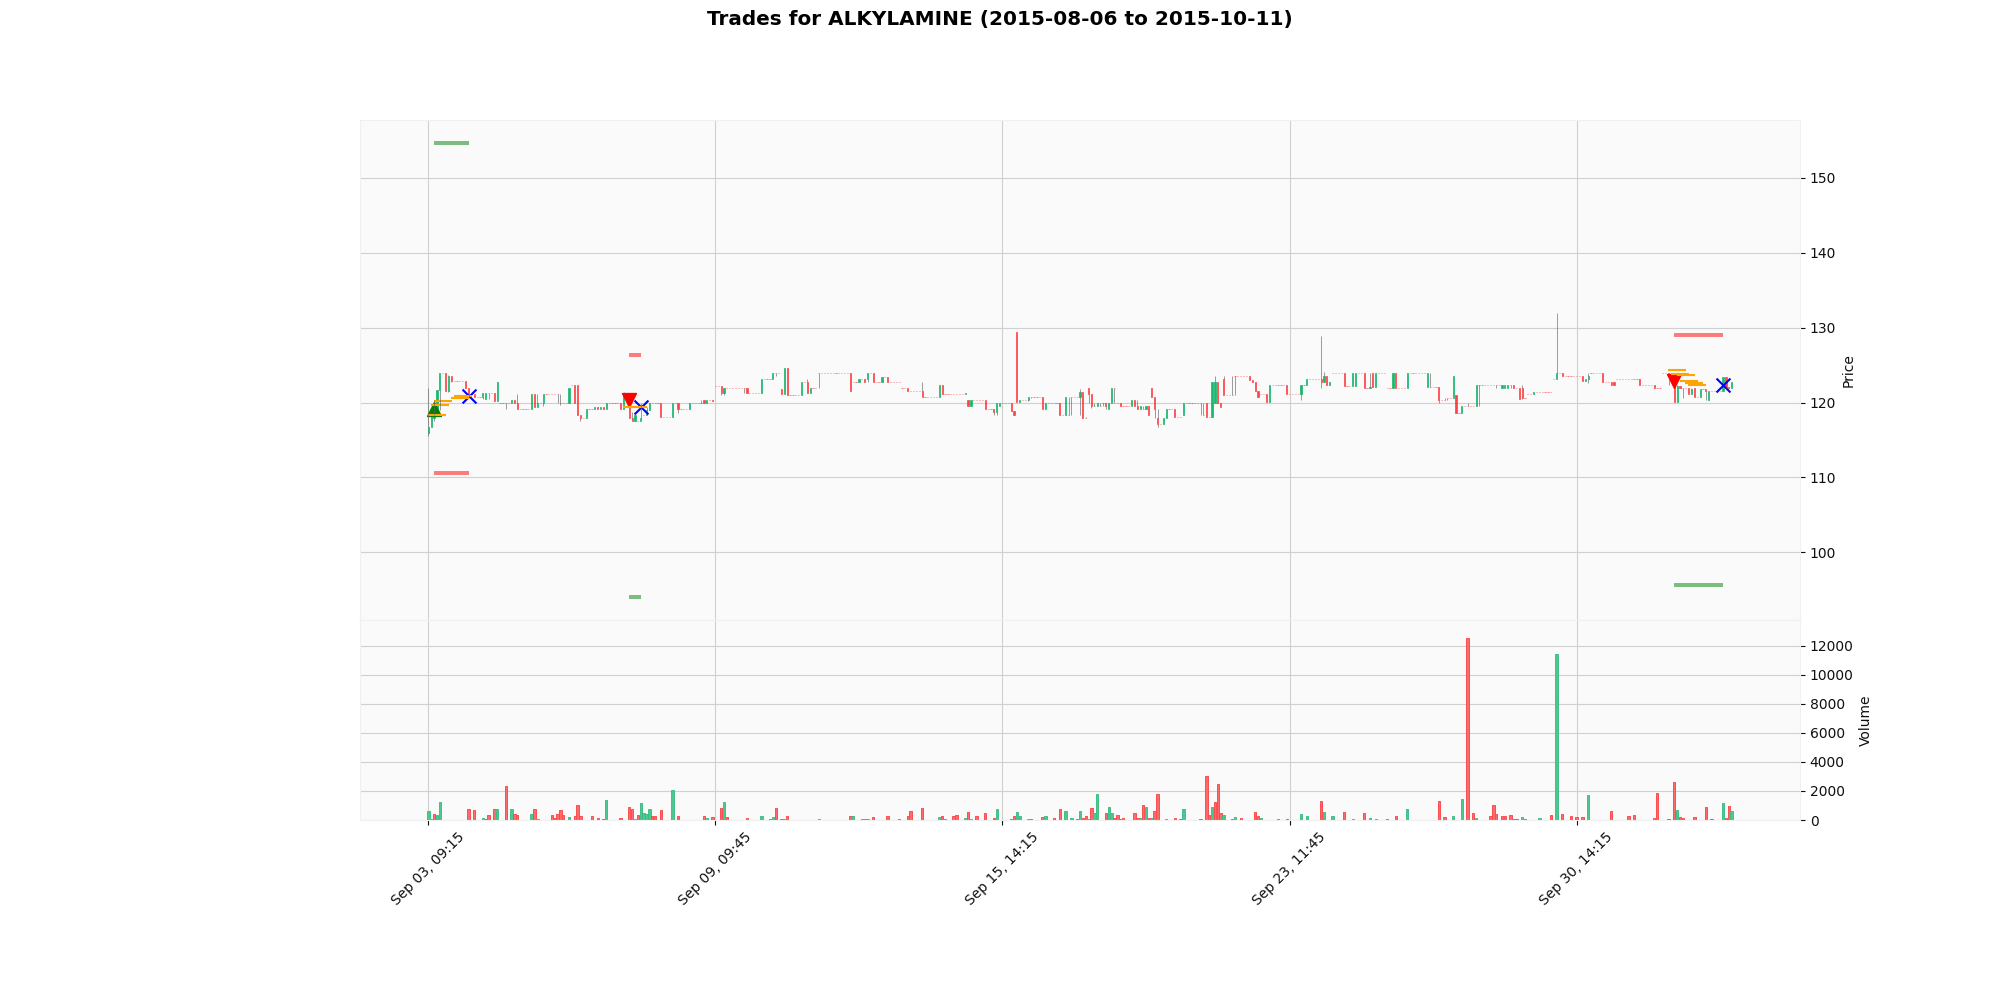 Trades for ALKYLAMINE (2015-08-06 to 2015-10-11)
150
140
130
120
110
100
Price
12000
10000
8000
6000
4000
2000
0
Volume
Sep 03, 09:15
Sep 09, 09:45
Sep 15, 14:15
Sep 23, 11:45
Sep 30, 14:15